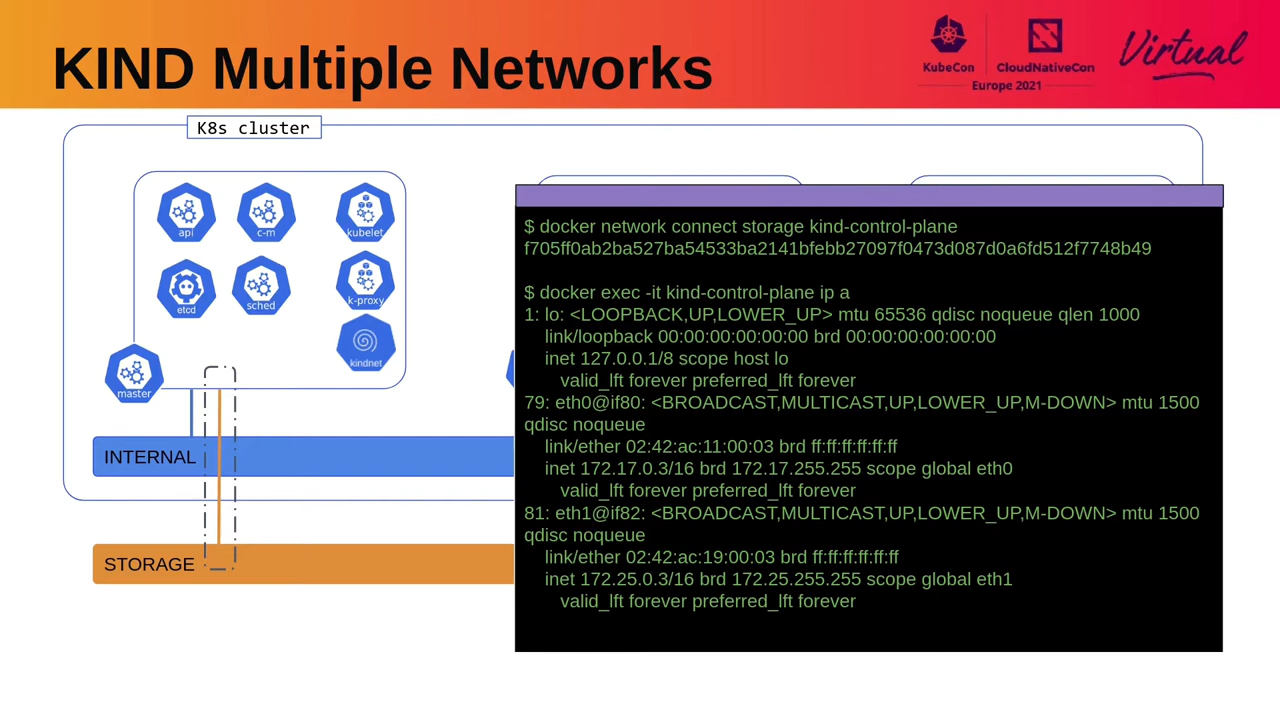 KIND Multiple Networks
KubeCon
CloudNativeCon
Europe 2021
Virtual
K8s cluster
api
c-m
kubelet
etcd
sched
k-proxy
kindnet
master
INTERNAL
STORAGE
$ docker network connect storage kind-control-plane
f705ff0ab2ba527ba54533ba2141bfebb27097f0473d087d0a6fd512f7748b49
$ docker exec -it kind-control-plane ip a
1: lo: <LOOPBACK,UP,LOWER_UP> mtu 65536 qdisc noqueue qlen 1000
link/loopback 00:00:00:00:00:00 brd 00:00:00:00:00:00
inet 127.0.0.1/8 scope host lo
valid_lft forever preferred_lft forever
79: eth0@if80: <BROADCAST,MULTICAST,UP,LOWER_UP,M-DOWN> mtu 1500
qdisc noqueue
link/ether 02:42:ac:11:00:03 brd ff:ff:ff:ff:ff:ff
inet 172.17.0.3/16 brd 172.17.255.255 scope global eth0
valid_lft forever preferred_lft forever
81: eth1@if82: <BROADCAST,MULTICAST,UP,LOWER_UP,M-DOWN> mtu 1500
qdisc noqueue
link/ether 02:42:ac:19:00:03 brd ff:ff:ff:ff:ff:ff
inet 172.25.0.3/16 brd 172.25.255.255 scope global eth1
valid_lft forever preferred_lft forever